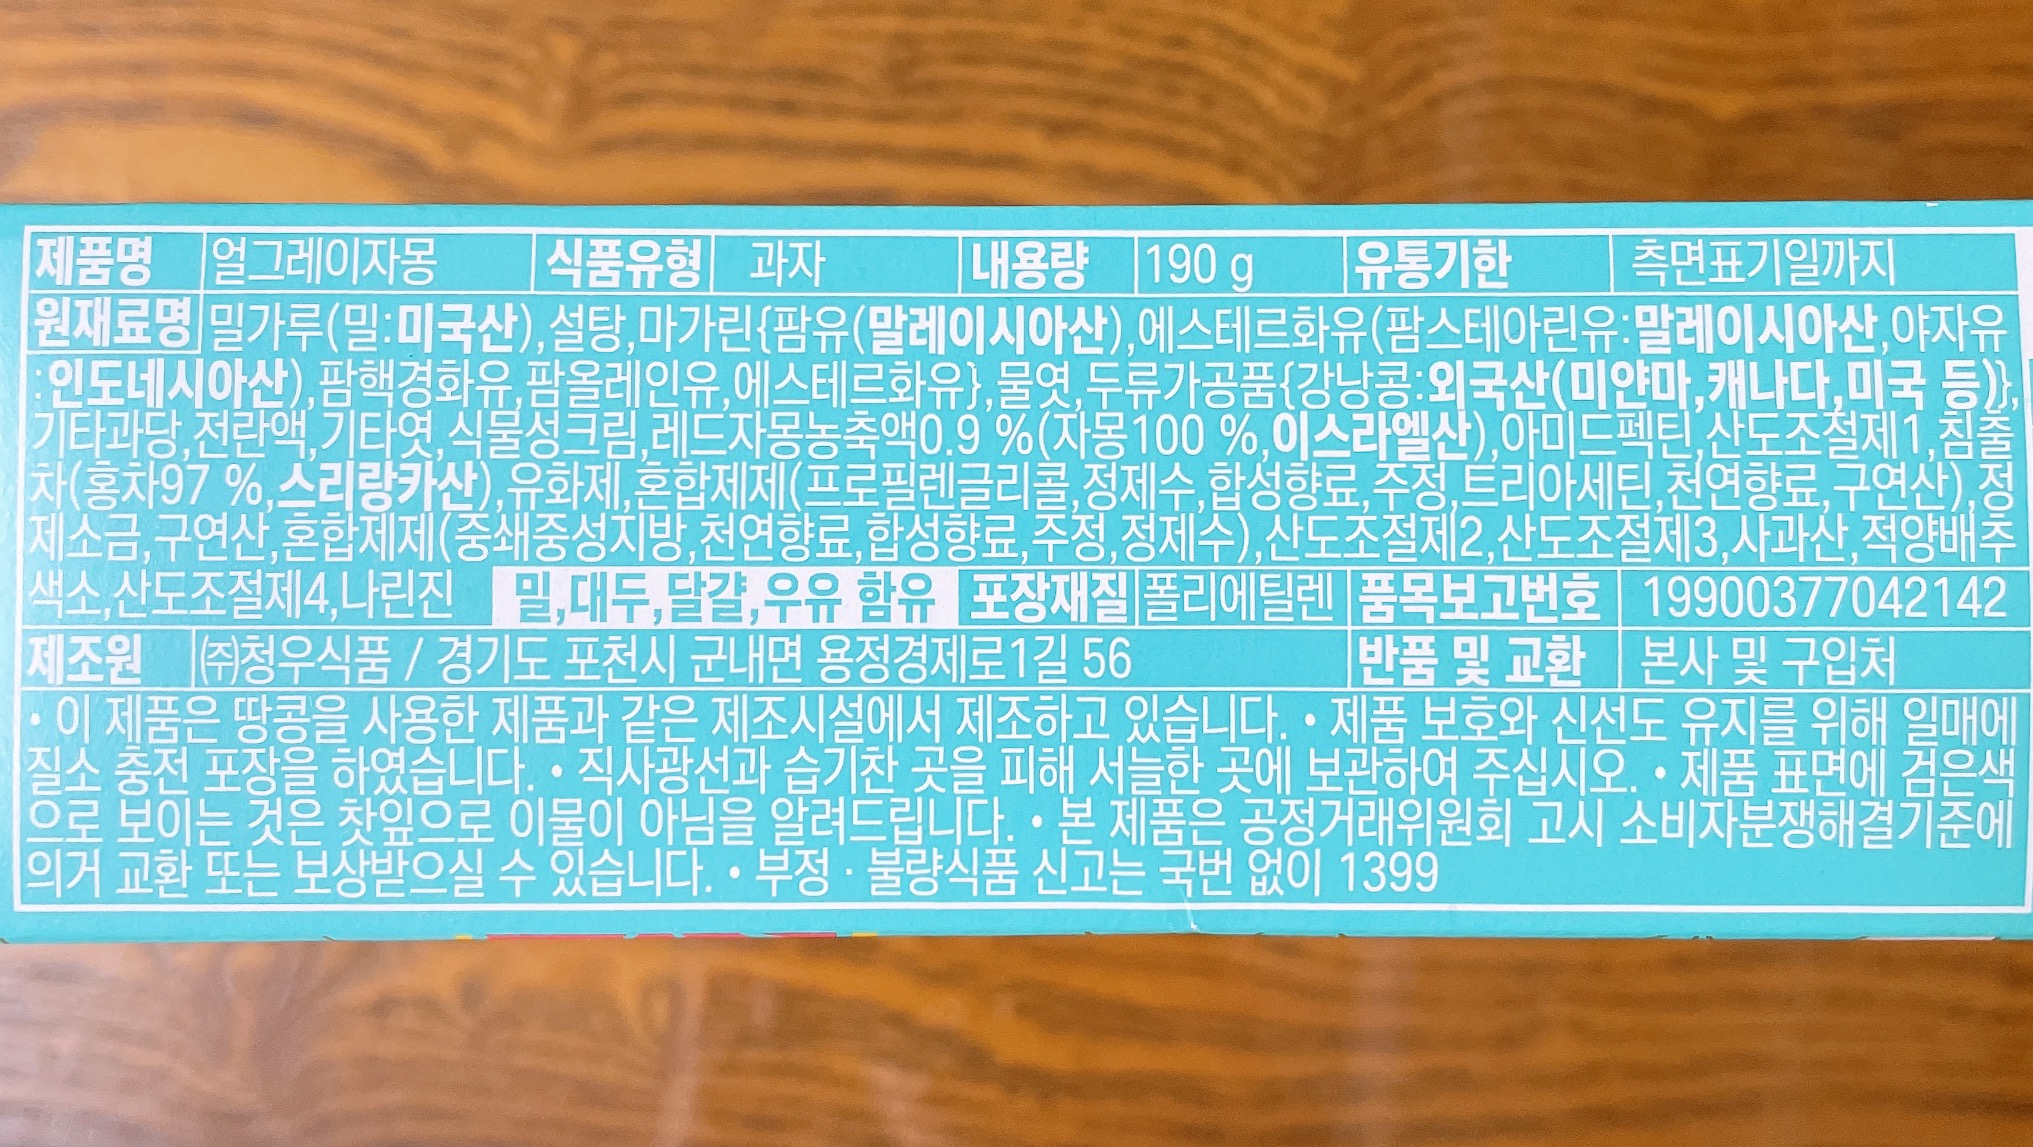 제품명 얼그레이자몽 식품유형 과자 내용량 190 g 유통기한 측면표기일까지
원재료명 밀가루(밀:미국산),설탕,마가린{팜유(말레이시아산),에스테르화유(팜스테아린유:말레이시아산,야자유
:인도네시아산),팜핵경화유,팜올레인유,에스테르화유},물엿,두류가공품{강낭콩:외국산(미얀마,캐나다,미국 등)},
기타과당,전란액,기타엿,식물성크림,레드자몽농축액0.9 %(자몽100 %,이스라엘산),아미드펙틴,산도조절제1,침출
차(홍차97 %,스리랑카산),유화제,혼합제제(프로필렌글리콜,정제수,합성향료,주정,트리아세틴,천연향료,구연산),정
제소금,구연산,혼합제제(중쇄중성지방,천연향료,합성향료,주정,정제수),산도조절제2,산도조절제3,사과산,적양배추
색소,산도조절제4,나린진 밀,대두,달걀,우유 함유 포장재질 폴리에틸렌 품목보고번호 19900377042142
제조원 ㈜청우식품 / 경기도 포천시 군내면 용정경제로1길 56 반품 및 교환 본사 및 구입처
• 이 제품은 땅콩을 사용한 제품과 같은 제조시설에서 제조하고 있습니다. • 제품 보호와 신선도 유지를 위해 일매에
질소 충전 포장을 하였습니다. • 직사광선과 습기찬 곳을 피해 서늘한 곳에 보관하여 주십시오. • 제품 표면에 검은색
으로 보이는 것은 찻잎으로 이물이 아님을 알려드립니다. • 본 제품은 공정거래위원회 고시 소비자분쟁해결기준에
의거 교환 또는 보상받으실 수 있습니다. • 부정 · 불량식품 신고는 국번 없이 1399